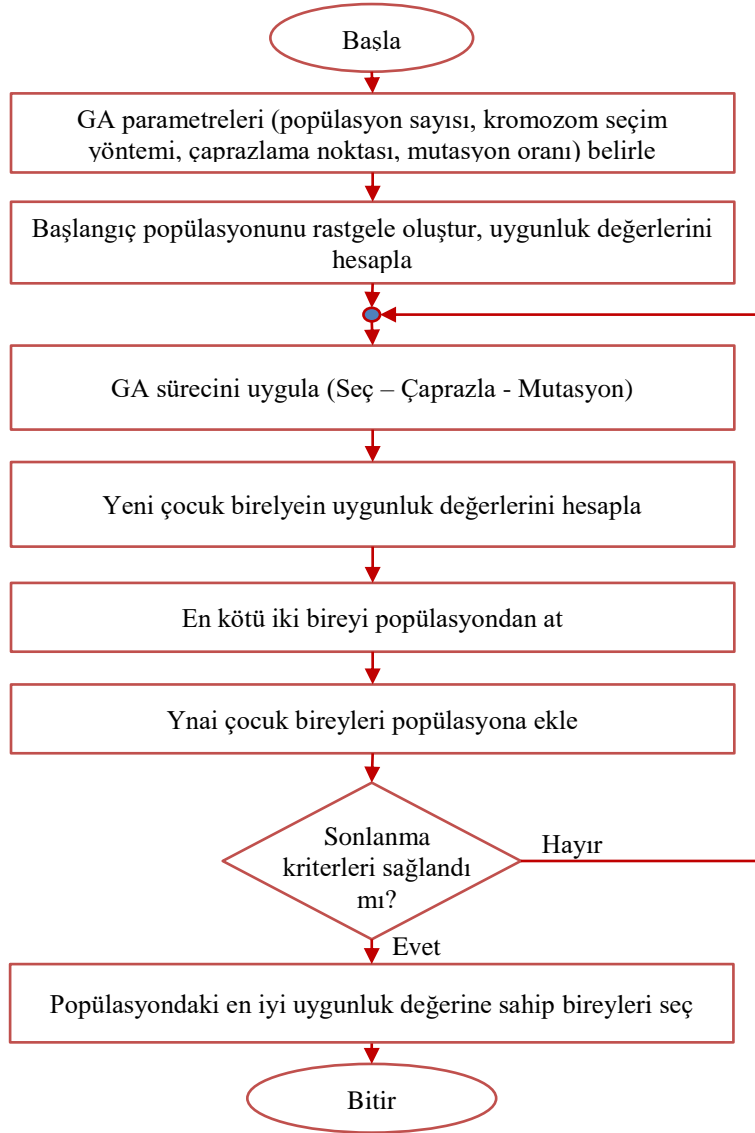 Başla
GA parametreleri (popülasyon sayısı, kromozom seçim
yöntemi, çaprazlama noktası, mutasyon oranı) belirle
Başlangıç popülasyonunu rastgele oluştur, uygunluk değerlerini
hesapla
GA sürecini uygula (Seç – Çaprazla - Mutasyon)
Yeni çocuk birelyein uygunluk değerlerini hesapla
En kötü iki bireyi popülasyondan at
Ynai çocuk bireyleri popülasyona ekle
Sonlanma
kriterleri sağlandı
mı?
Hayır
Evet
Popülasyondaki en iyi uygunluk değerine sahip bireyleri seç
Bitir